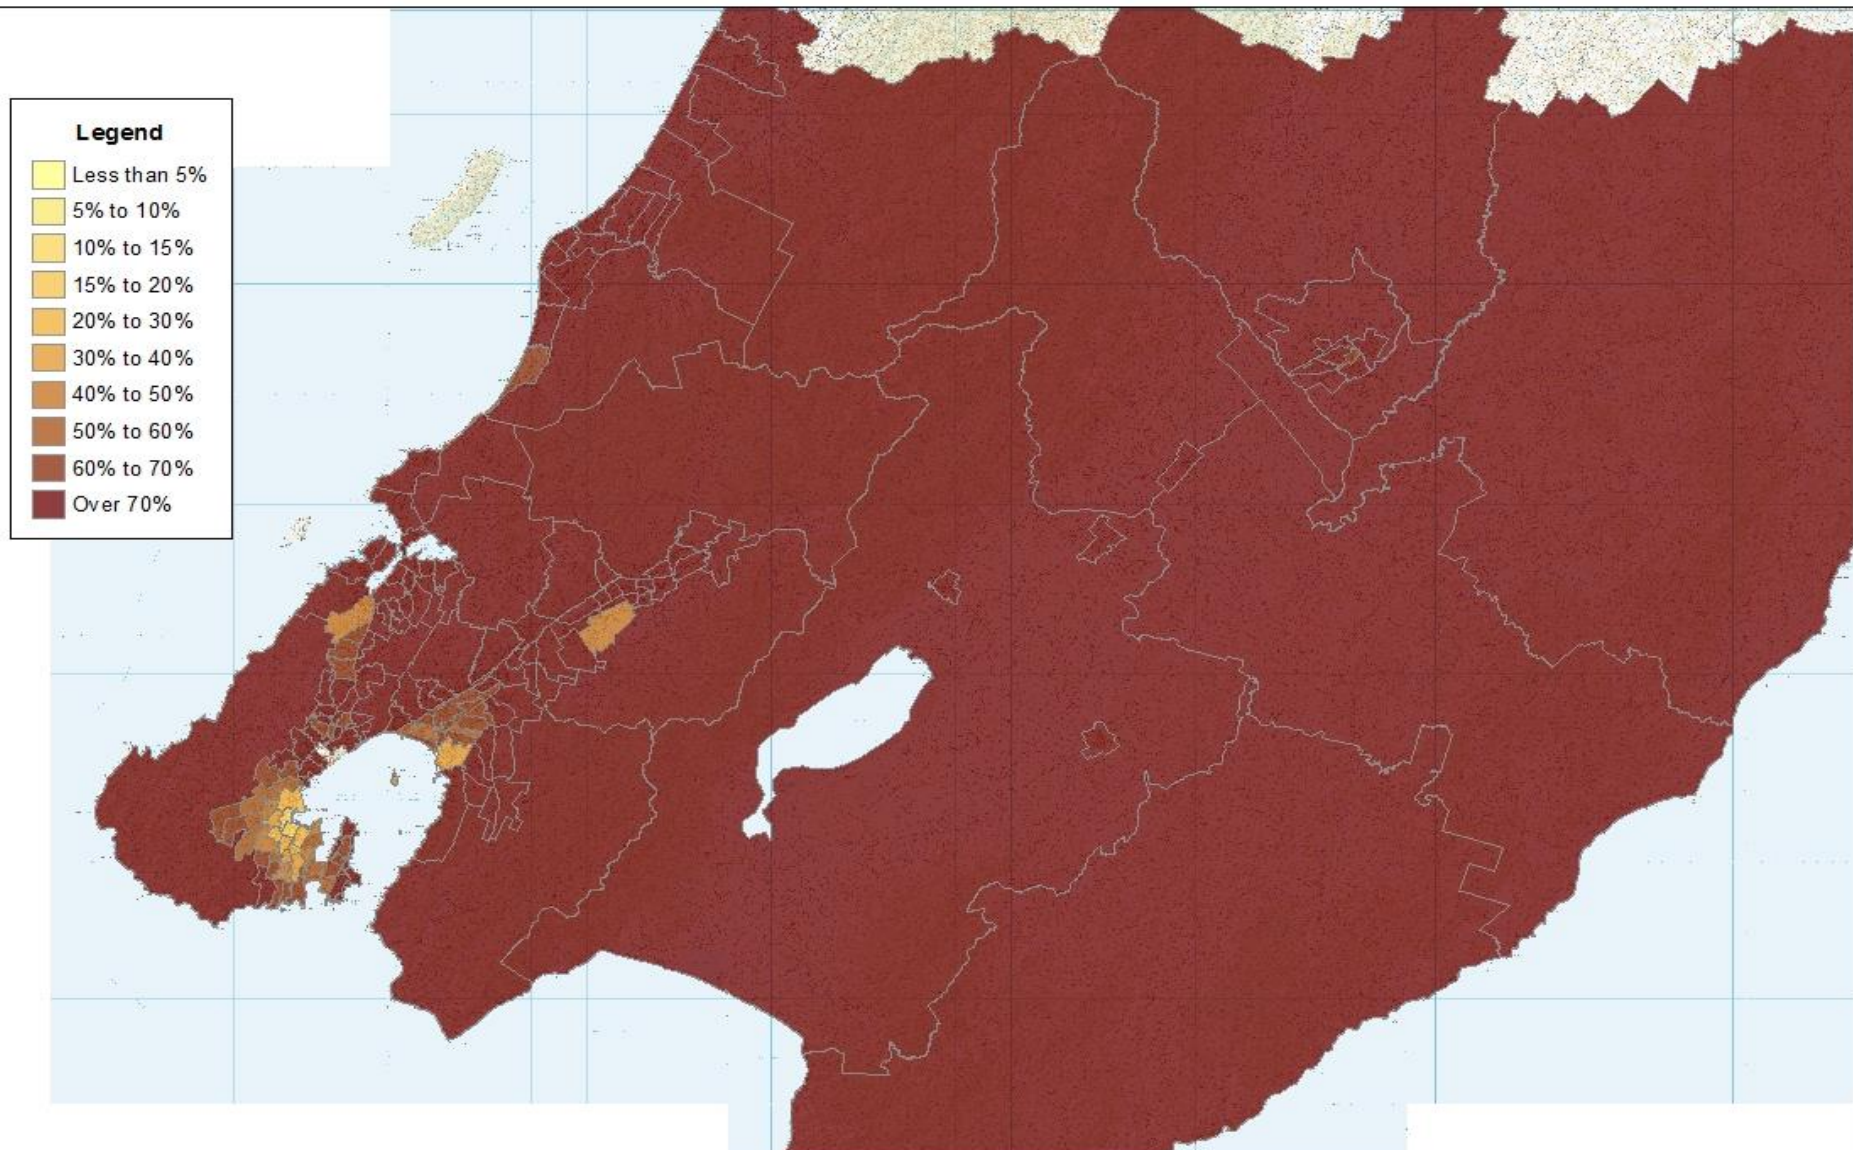 Legend
Less than 5%
5% to 10%
10% to 15%
15% to 20%
20% to 30%
30% to 40%
40% to 50%
50% to 60%
60% to 70%
Over 70%